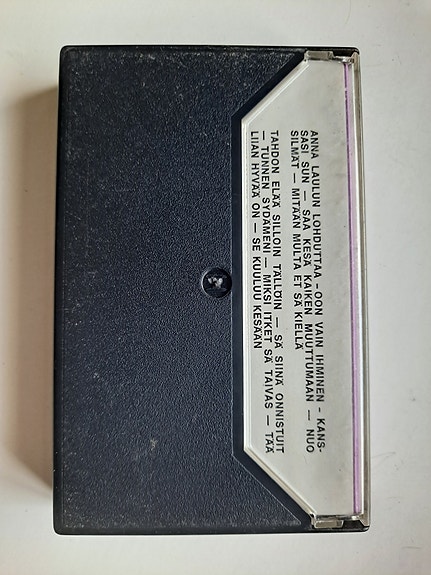 ANNA LAULUN LOHDUTTAA – OON VAIN IHMINEN – KANS-
SASI SUN — SAA KESÄ KAIKEN MUUTTUMAAN — NUO
SILMÄT — MITÄÄN MULTA ET SÄ KIELLÄ
TAHDON ELÄÄ SILLOIN TÄLLÖIN — SÄ SIINÄ ONNISTUIT
— TUNNEN SYDÄMENI — MIKSI ITKET SÄ TAIVAS — TÄÄ
LIIAN HYVÄÄ ON — SE KUULUU KESÄÄN